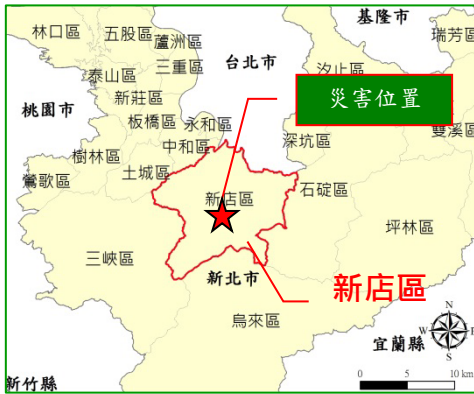 基隆市
林口區
五股區
蘆洲區
瑞芳區
三重區
台北市
汐止區
泰山區
桃園市
新莊區
災害位置
板橋區
永和區
雙溪區
中和區
深坑區
樹林區
土城區
鶯歌區
石碇區
新店區
坪林區
三峽區
新北市
新店區
烏來區
宜蘭縣
N
W
E
S
新竹縣
0 5 10 km